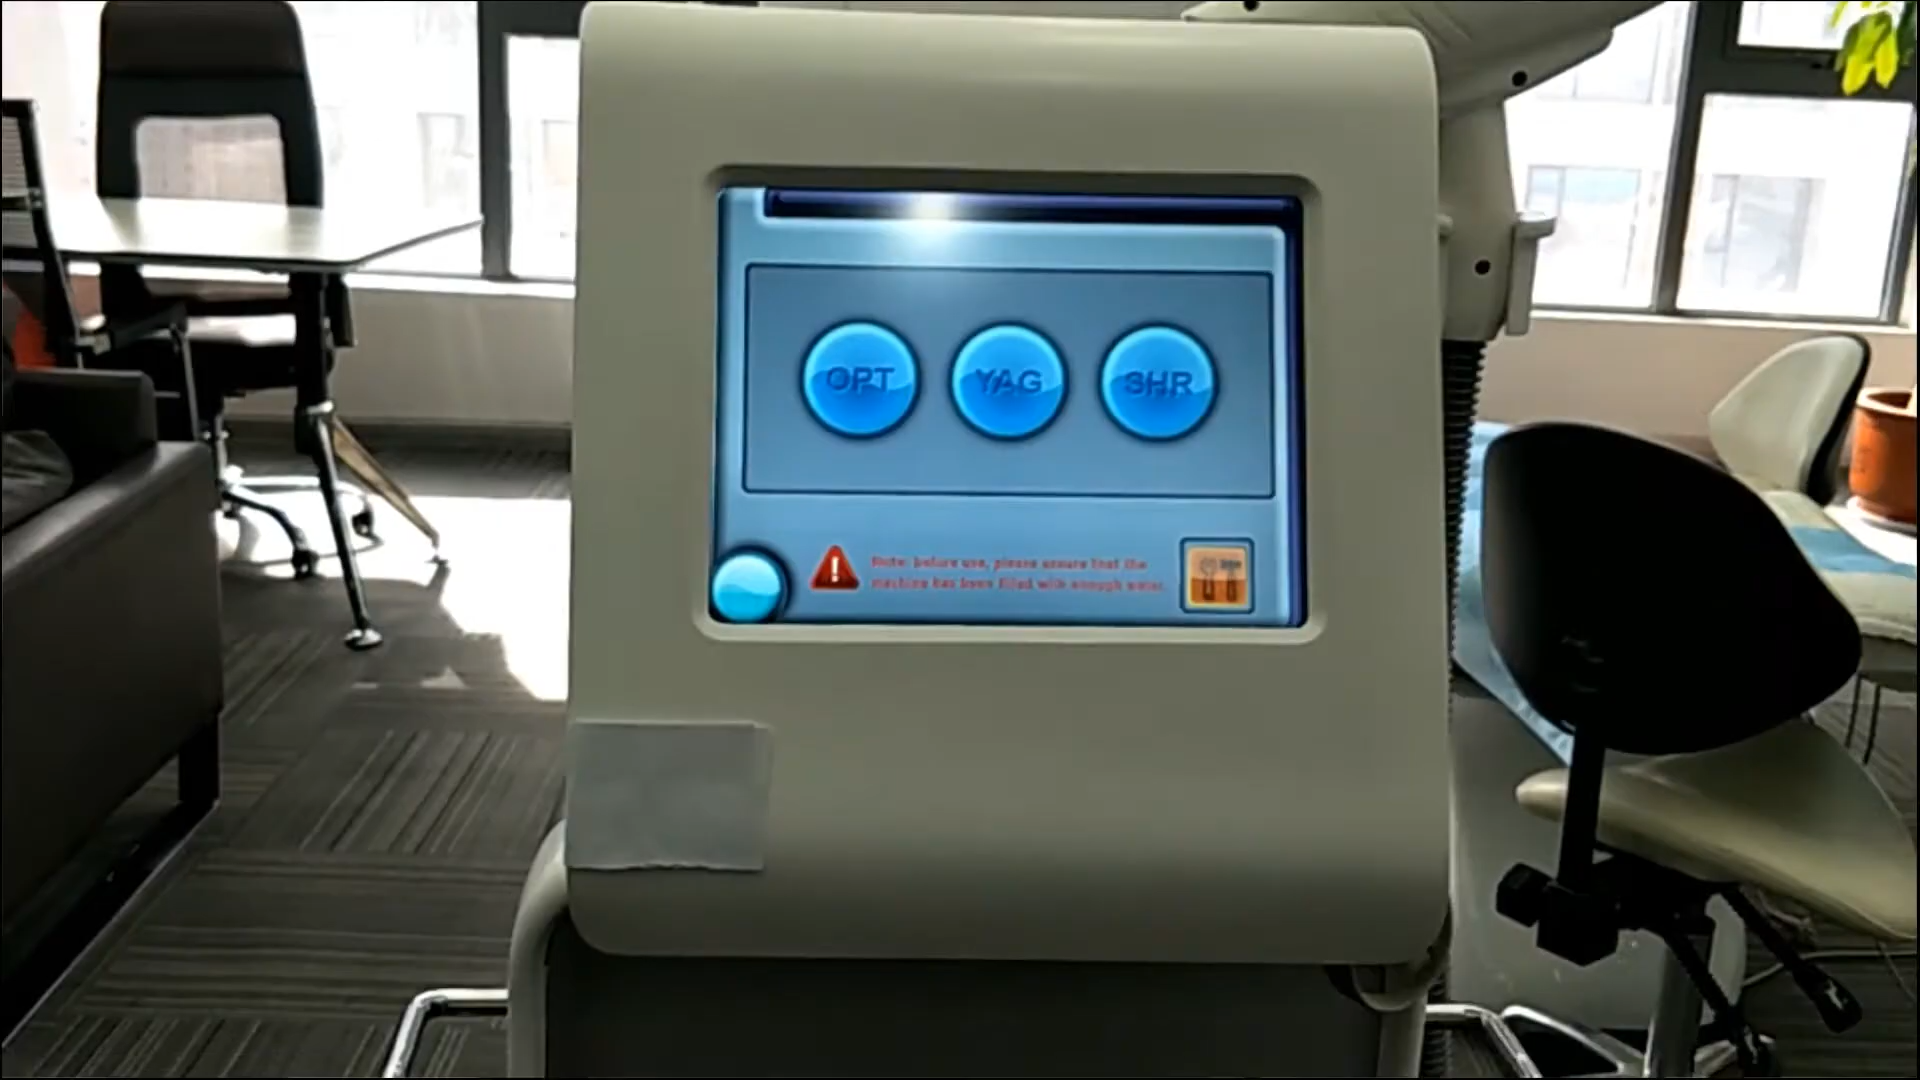 OPT
YAG
SHR
Note: before use, please ensure that the
machine has been filled with enough water.